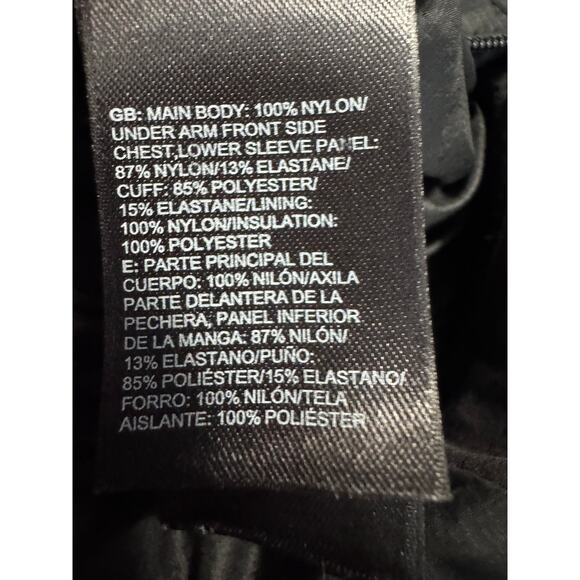 GB: MAIN BODY: 100% NYLON/
UNDER ARM FRONT SIDE
CHEST,LOWER SLEEVE PANEL:
87% NYLON/13% ELASTANE/
CUFF: 85% POLYESTER/
15% ELASTANE/LINING:
100% NYLON/INSULATION:
100% POLYESTER
E: PARTE PRINCIPAL DEL
CUERPO: 100% NILÓN/AXILA
PARTE DELANTERA DE LA
PECHERA, PANEL INFERIOR
DE LA MANGA: 87% NILÓN/
13% ELASTANO/PUÑO:
85% POLIÉSTER/15% ELASTANO/
FORRO: 100% NILÓN/TELA
AISLANTE: 100% POLIÉSTER